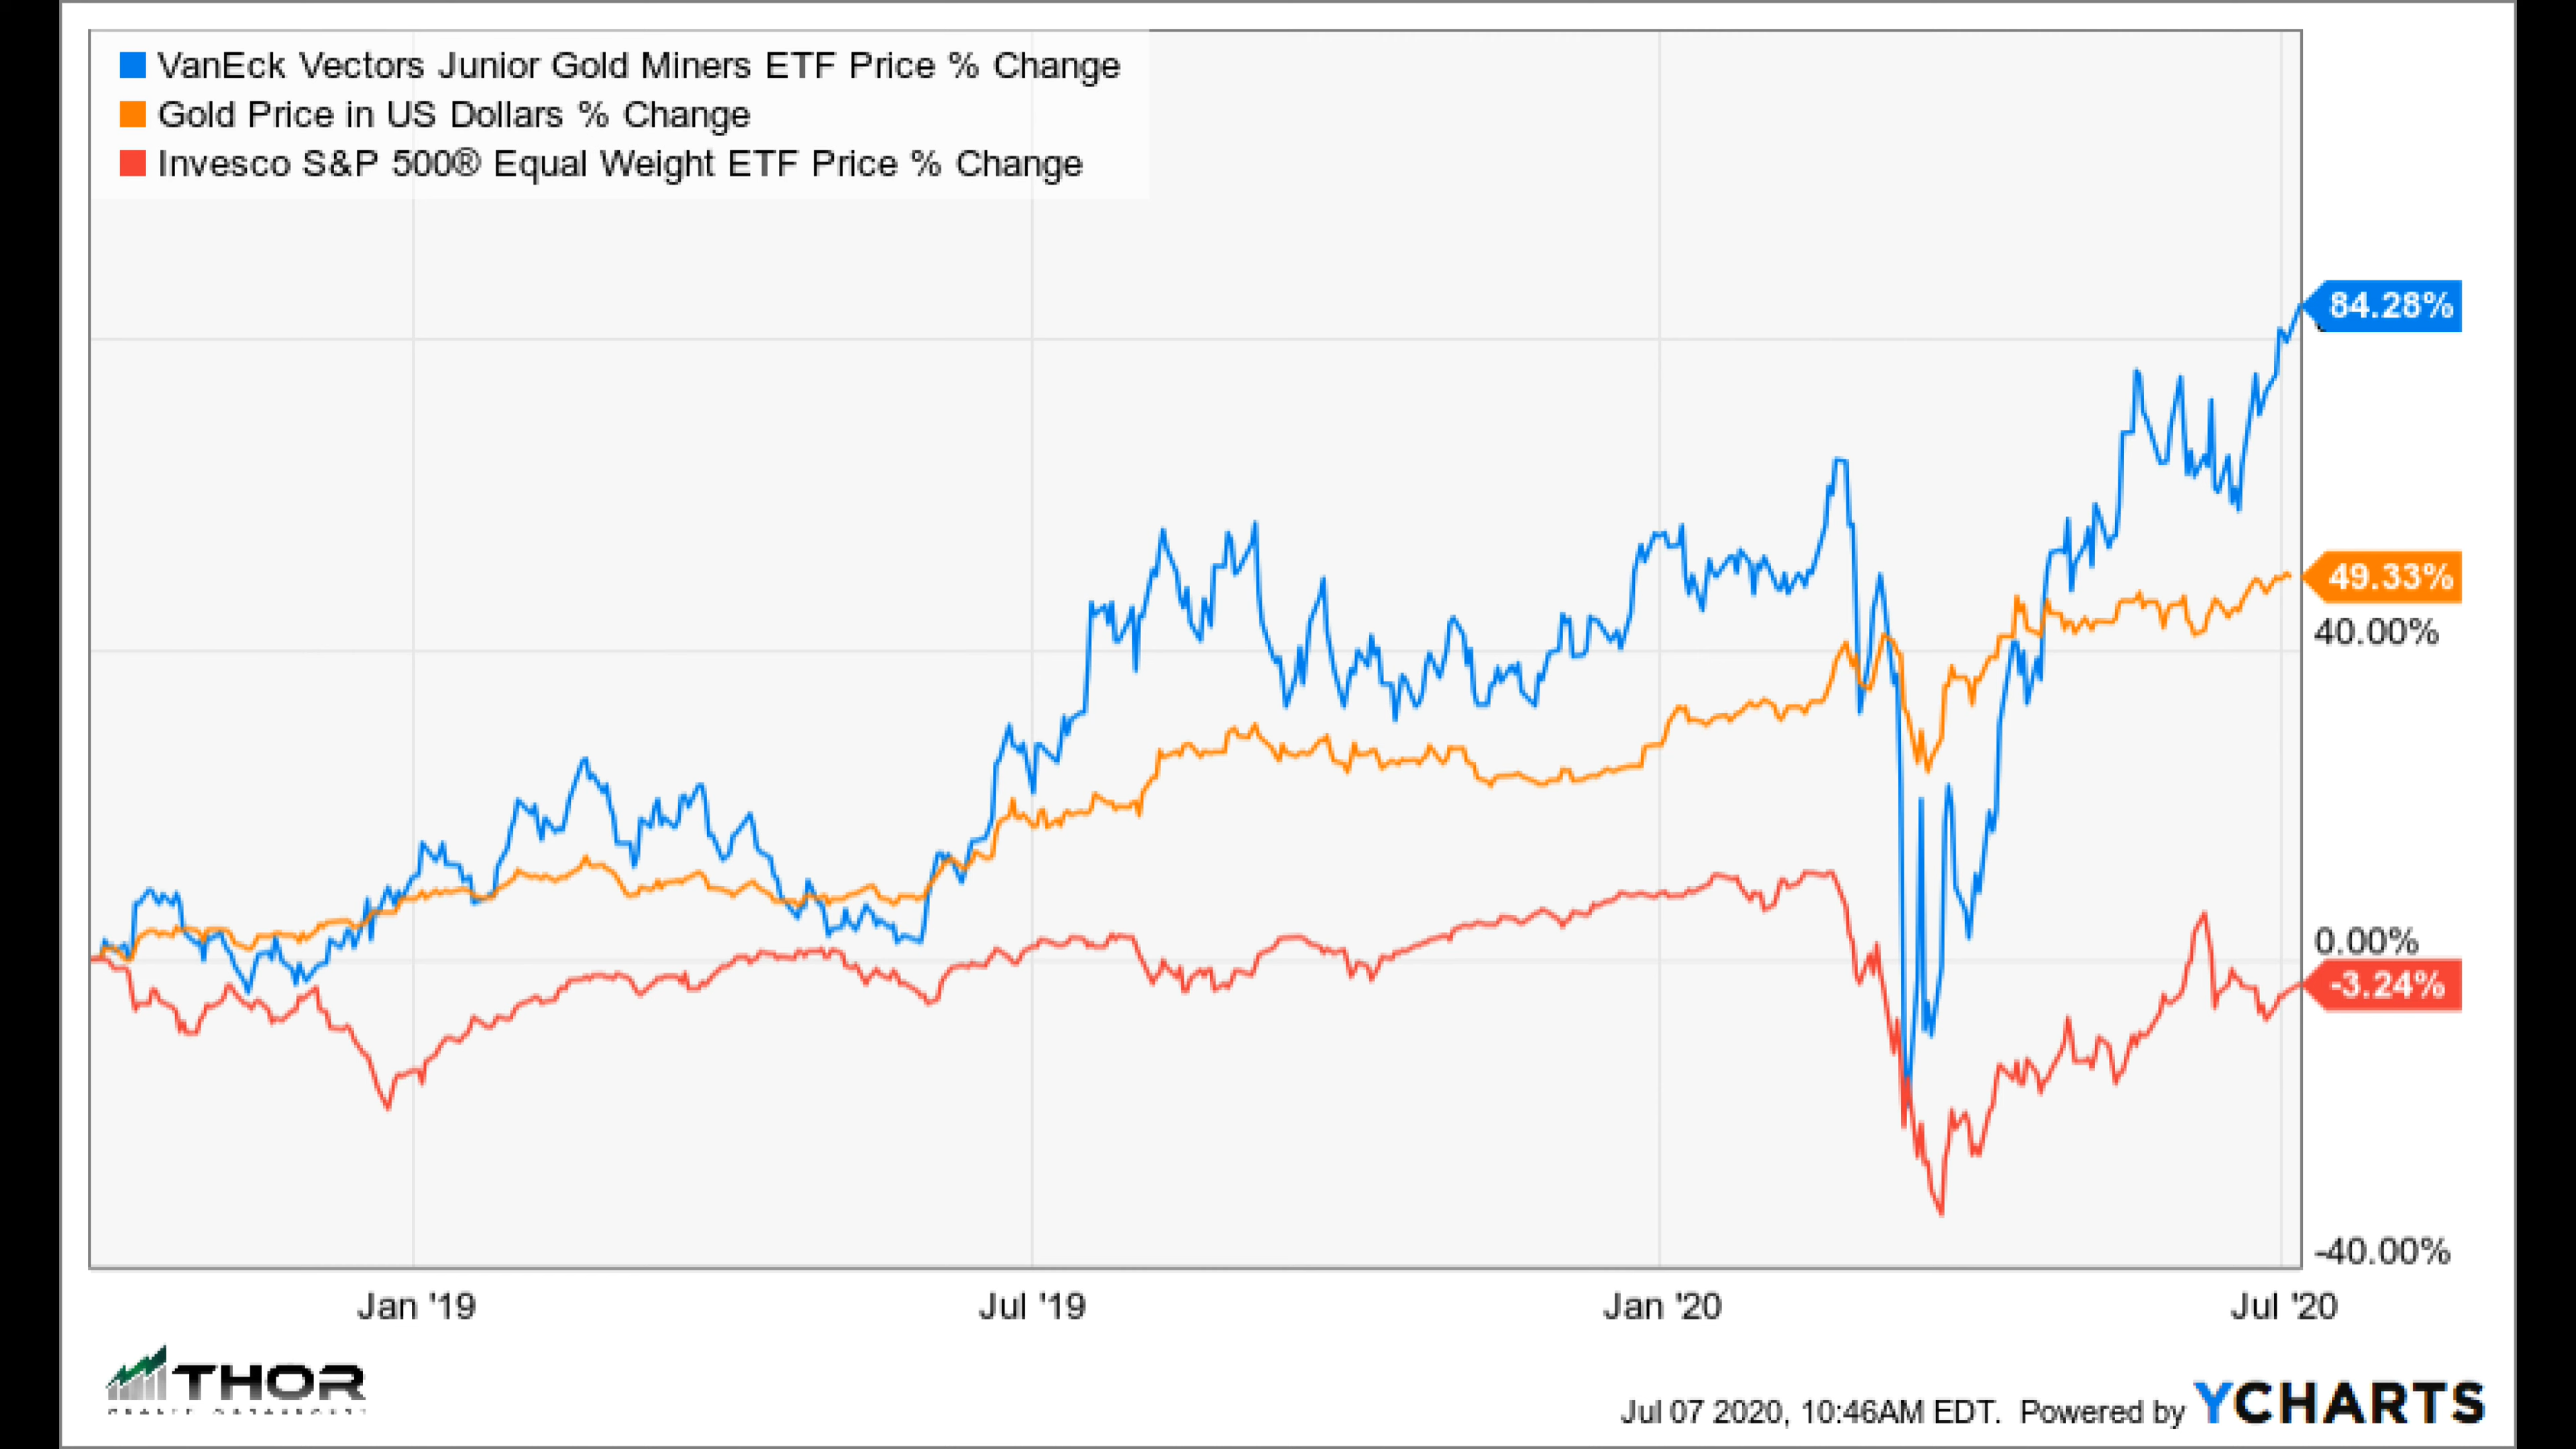 VanEck Vectors Junior Gold Miners ETF Price % Change
Gold Price in US Dollars % Change
Invesco S&P 500® Equal Weight ETF Price % Change
84.28%
49.33%
40.00%
0.00%
-3.24%
-40.00%
Jan '19
Jul '19
Jan '20
Jul '20
THOR
Jul 07 2020, 10:46AM EDT. Powered by YCHARTS